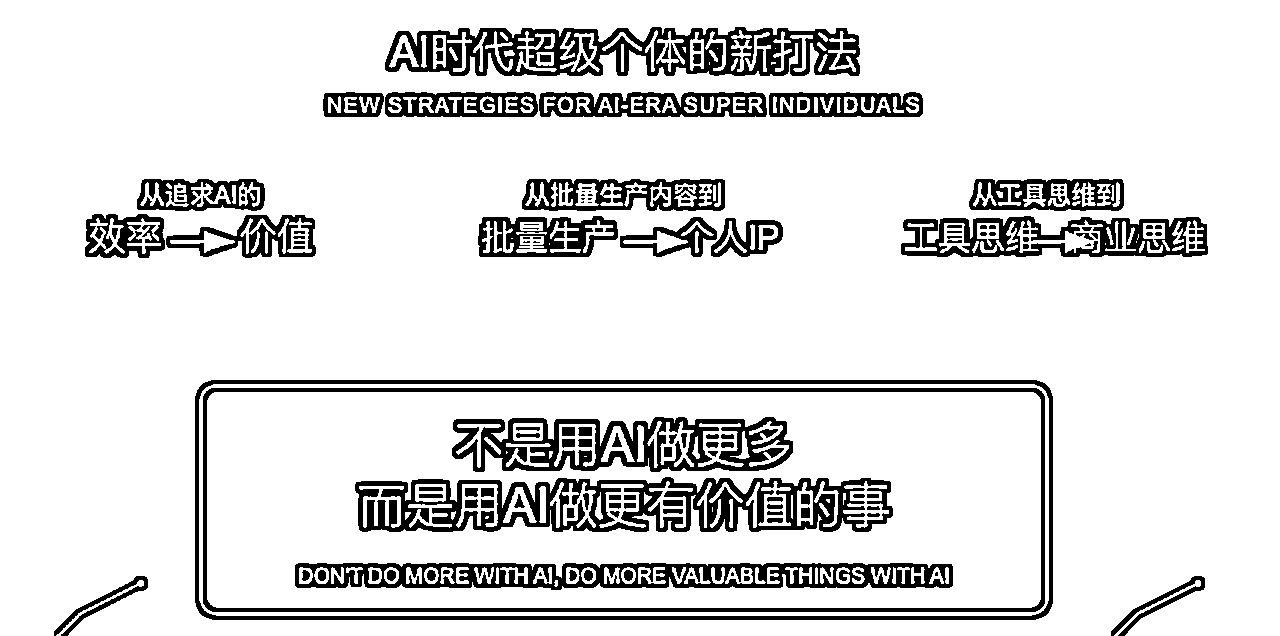 AI时代超级个体的新打法
NEW STRATEGIES FOR AI-ERA SUPER INDIVIDUALS
从追求AI的
效率 价值
从批量生产内容到
批量生产 个人IP
从工具思维到
工具思维 商业思维
不是用AI做更多
而是用AI做更有价值的事
DON'T DO MORE WITH AI, DO MORE VALUABLE THINGS WITH AI